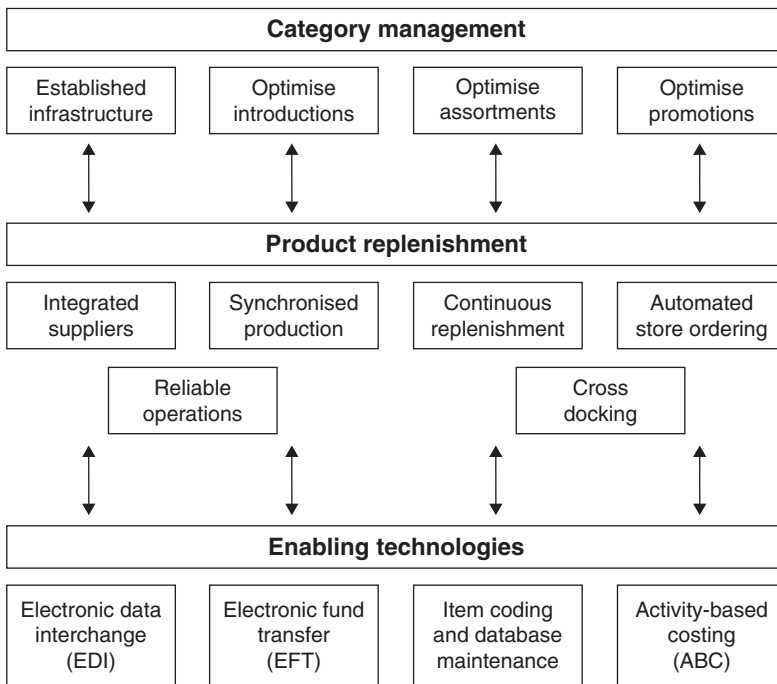 Category management
Established
infrastructure
Optimise
introductions
Optimise
assortments
Optimise
promotions
Product replenishment
Integrated
suppliers
Synchronised
production
Continuous
replenishment
Automated
store ordering
Reliable
operations
Cross
docking
Enabling technologies
Electronic data
interchange
(EDI)
Electronic fund
transfer
(EFT)
Item coding
and database
maintenance
Activity-based
costing
(ABC)